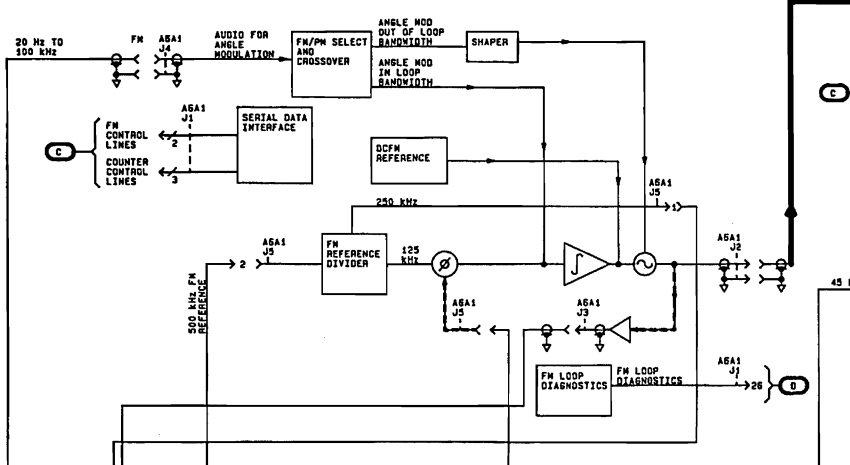 20 Hz TO
100 kHz
FM
A6A1
J4
AUDIO FOR
ANGLE
MODULATION
FM/PM SELECT
AND
CROSSOVER
ANGLE MOD
OUT OF LOOP
BANDWIDTH
ANGLE MOD
IN LOOP
BANDWIDTH
SHAPER
C
FM
CONTROL
LINES
COUNTER
CONTROL
LINES
2
3
A6A1
J1
SERIAL DATA
INTERFACE
DCFM
REFERENCE
C
250 kHz
A6A1
J5
1
500 kHz FM
REFERENCE
2
A6A1
J5
FM
REFERENCE
DIVIDER
125
kHz
Ø
∫
A6A1
J2
A6A1
J5
A6A1
J3
45
FM LOOP
DIAGNOSTICS
FM LOOP
DIAGNOSTICS
A6A1
J1
26
D